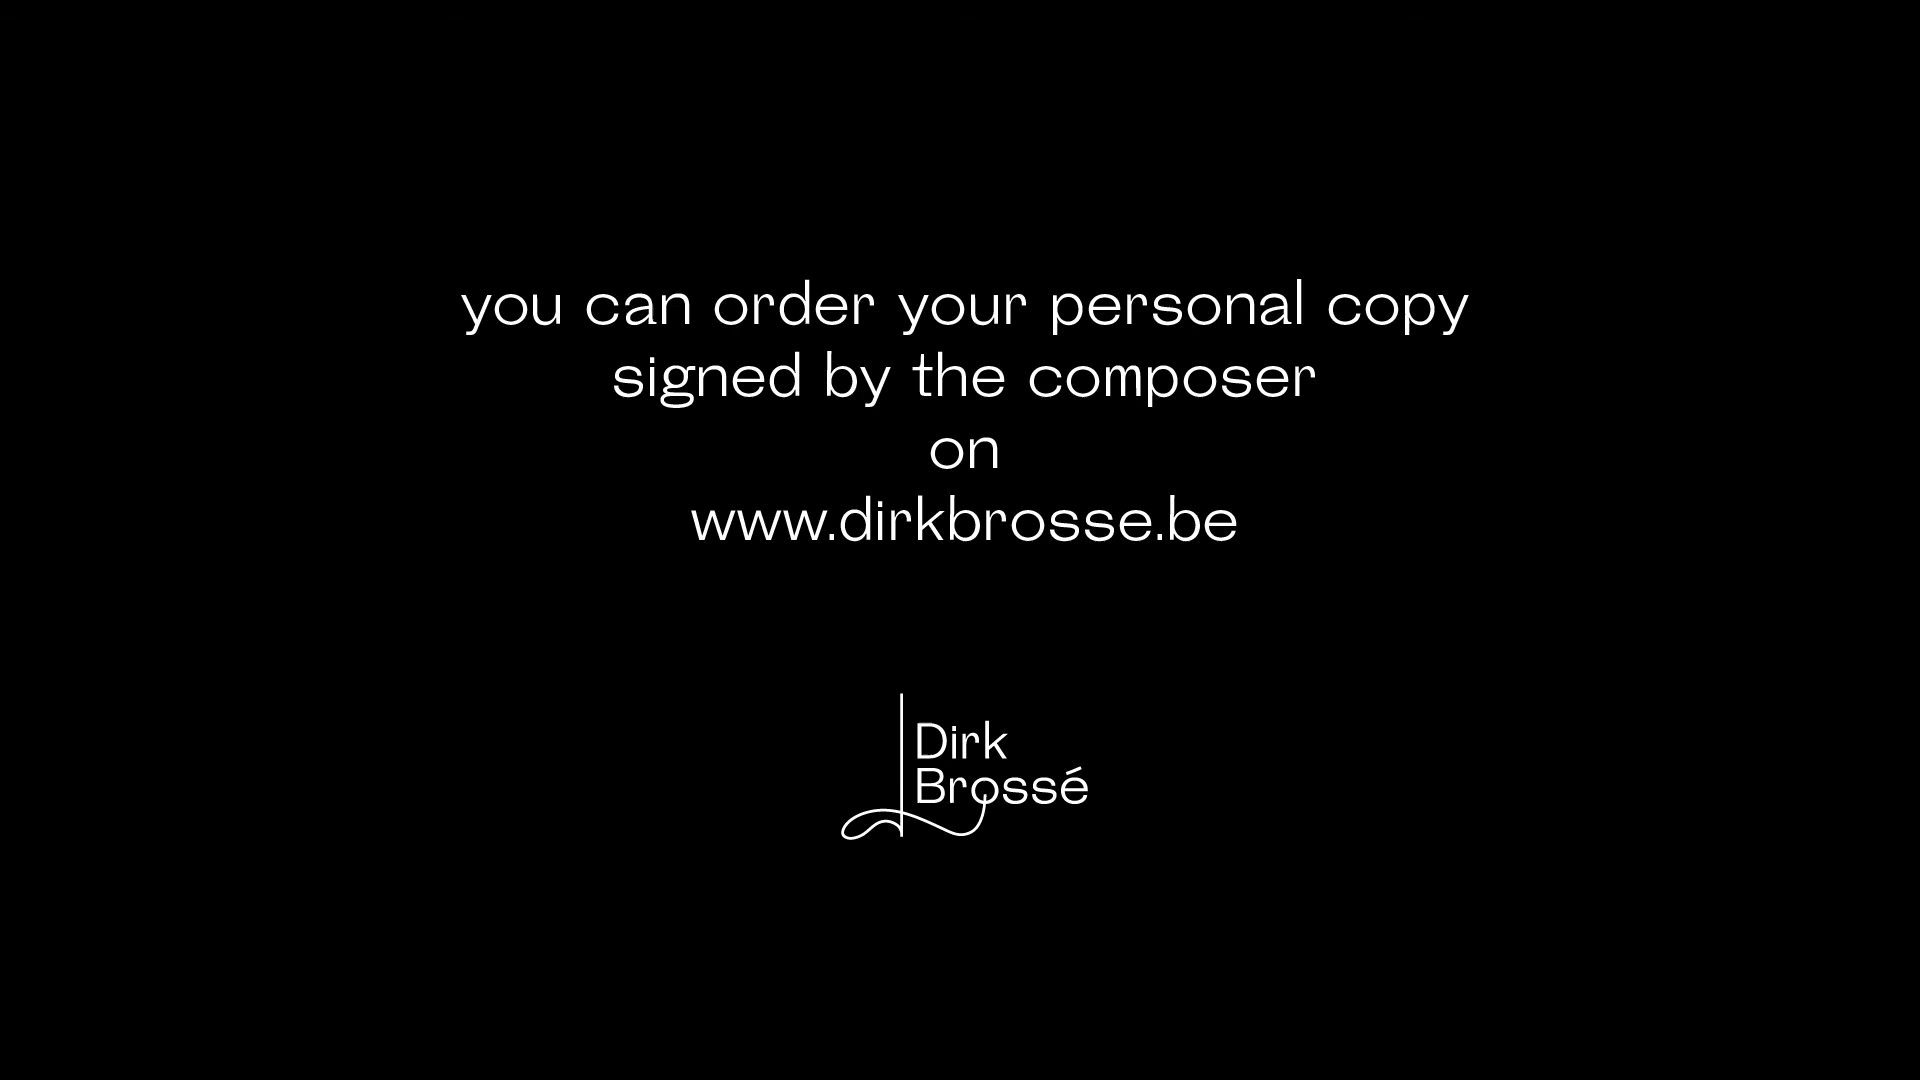 you can order your personal copy
signed by the composer
on
www.dirkbrosse.be
Dirk
Brossé